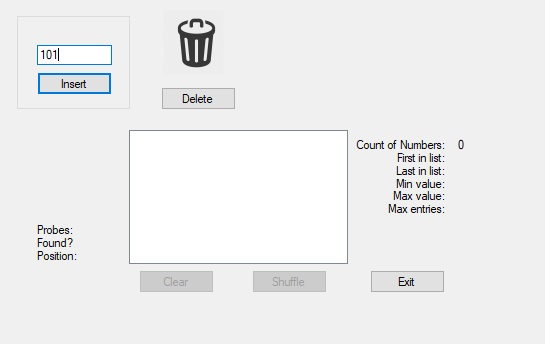 101
Insert
Delete
Count of Numbers: 0
First in list:
Last in list:
Min value:
Max value:
Max entries:
Probes:
Found?
Position:
Clear
Shuffle
Exit